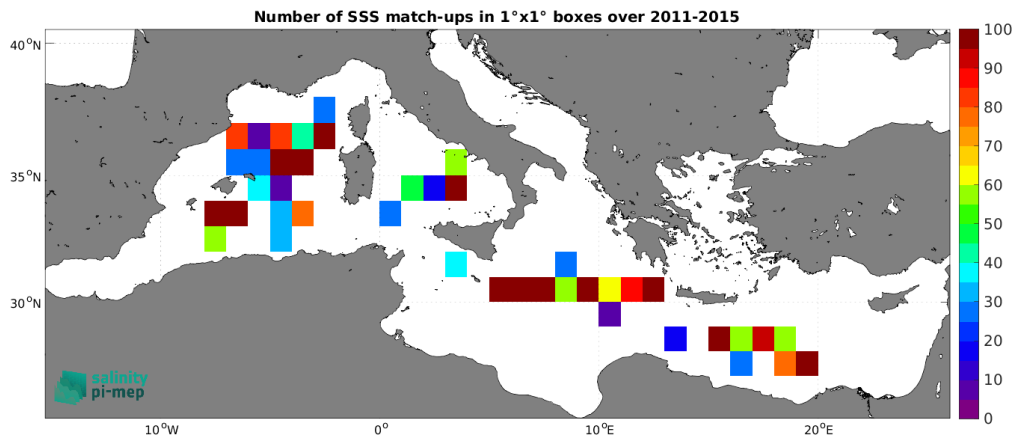 Number of SSS match-ups in 1°x1° boxes over 2011-2015
40°N
35°N
30°N
10°W
0°
10°E
20°E
100
90
80
70
60
50
40
30
20
10
0
salinity
pi-mep